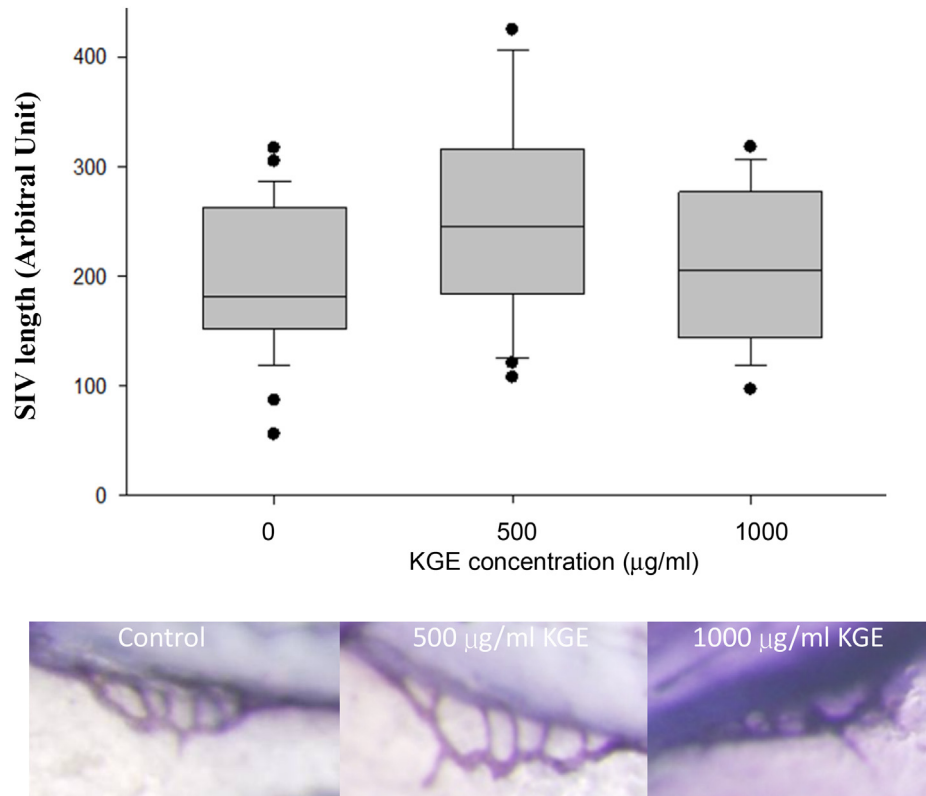 SIV length (Arbitral Unit)
400
300
200
100
0
0 500 1000
KGE concentration (μg/ml)
Control 500 μg/ml KGE 1000 μg/ml KGE